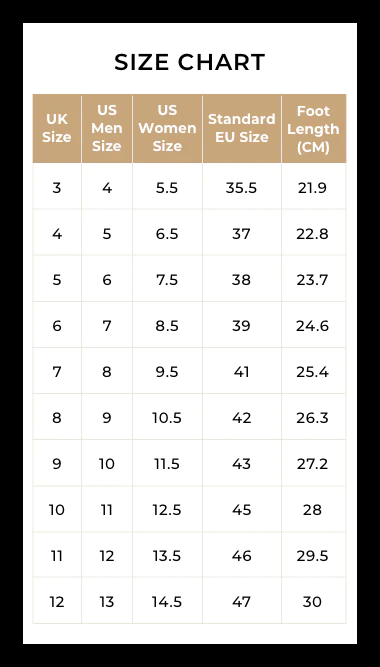 SIZE CHART
UK Size | US Men Size | US Women Size | Standard EU Size | Foot Length (CM)
3 | 4 | 5.5 | 35.5 | 21.9
4 | 5 | 6.5 | 37 | 22.8
5 | 6 | 7.5 | 38 | 23.7
6 | 7 | 8.5 | 39 | 24.6
7 | 8 | 9.5 | 41 | 25.4
8 | 9 | 10.5 | 42 | 26.3
9 | 10 | 11.5 | 43 | 27.2
10 | 11 | 12.5 | 45 | 28
11 | 12 | 13.5 | 46 | 29.5
12 | 13 | 14.5 | 47 | 30